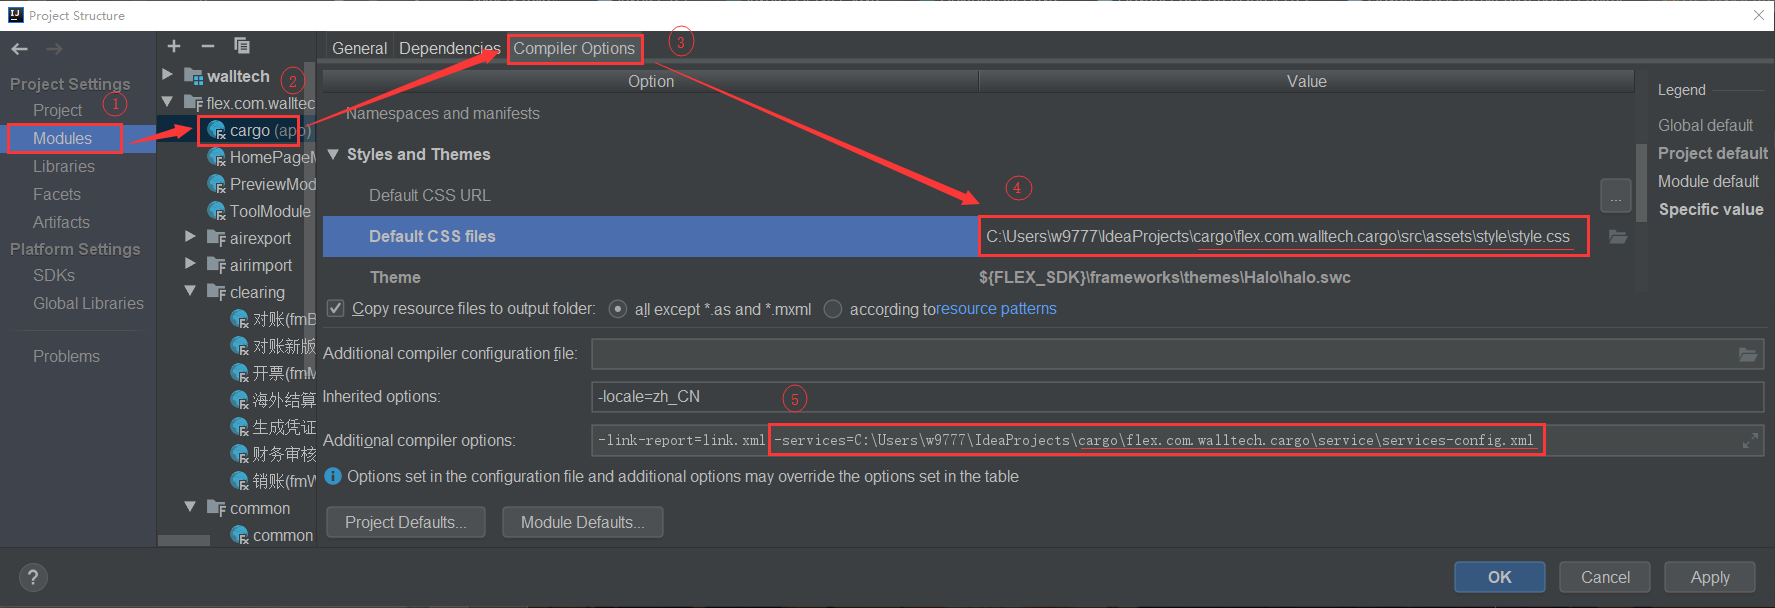 Project Structure
Project Settings
Project
Modules
Libraries
Facets
Artifacts
Platform Settings
SDKs
Global Libraries
Problems
walltech
flex.com.walltec
cargo (app)
HomePageM
PreviewMod
ToolModule
airexport
airimport
clearing
对账(fmB
对账新版
开票(fmM
海外结算
生成凭证
财务审核
销账(fmW
common
common
1
2
3
4
5
General
Dependencies
Compiler Options
Option
Value
Namespaces and manifests
Styles and Themes
Default CSS URL
...
Default CSS files
C:\Users\w9777\IdeaProjects\cargo\flex.com.walltech.cargo\src\assets\style\style.css
Theme
${FLEX_SDK}\frameworks\themes\Halo\halo.swc
Legend
Global default
Project default
Module default
Specific value
Copy resource files to output folder:
all except *.as and *.mxml
according to resource patterns
Additional compiler configuration file:
Inherited options:
-locale=zh_CN
Additional compiler options:
-link-report=link.xml -services=C:\Users\w9777\IdeaProjects\cargo\flex.com.walltech.cargo\service\services-config.xml
Options set in the configuration file and additional options may override the options set in the table
Project Defaults...
Module Defaults...
?
OK
Cancel
Apply